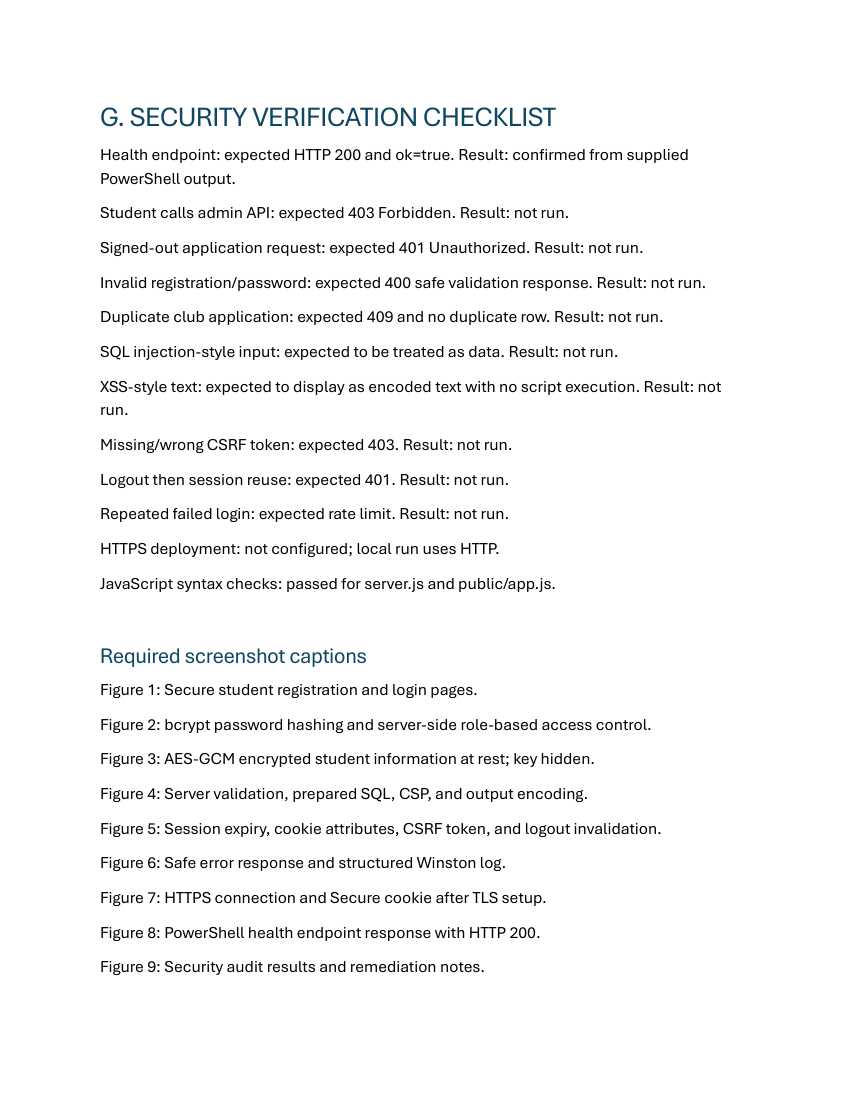 G. SECURITY VERIFICATION CHECKLIST
Health endpoint: expected HTTP 200 and ok=true. Result: confirmed from supplied
PowerShell output.
Student calls admin API: expected 403 Forbidden. Result: not run.
Signed-out application request: expected 401 Unauthorized. Result: not run.
Invalid registration/password: expected 400 safe validation response. Result: not run.
Duplicate club application: expected 409 and no duplicate row. Result: not run.
SQL injection-style input: expected to be treated as data. Result: not run.
XSS-style text: expected to display as encoded text with no script execution. Result: not
run.
Missing/wrong CSRF token: expected 403. Result: not run.
Logout then session reuse: expected 401. Result: not run.
Repeated failed login: expected rate limit. Result: not run.
HTTPS deployment: not configured; local run uses HTTP.
JavaScript syntax checks: passed for server.js and public/app.js.
Required screenshot captions
Figure 1: Secure student registration and login pages.
Figure 2: bcrypt password hashing and server-side role-based access control.
Figure 3: AES-GCM encrypted student information at rest; key hidden.
Figure 4: Server validation, prepared SQL, CSP, and output encoding.
Figure 5: Session expiry, cookie attributes, CSRF token, and logout invalidation.
Figure 6: Safe error response and structured Winston log.
Figure 7: HTTPS connection and Secure cookie after TLS setup.
Figure 8: PowerShell health endpoint response with HTTP 200.
Figure 9: Security audit results and remediation notes.